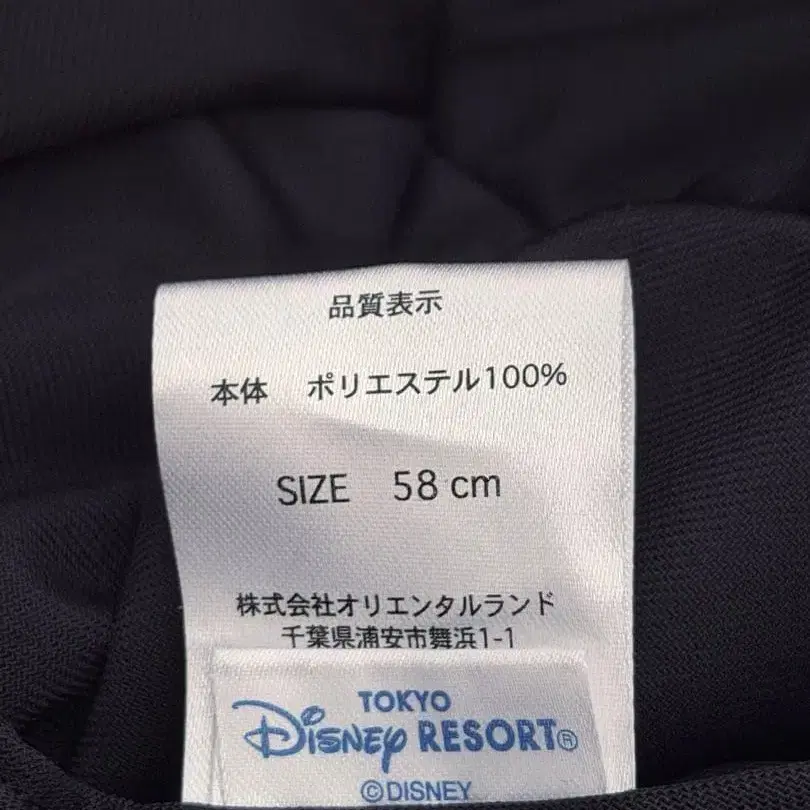 品質表示
本体 ポリエステル100%
SIZE 58 cm
株式会社オリエンタルランド
千葉県浦安市舞浜1-1
TOKYO
DISNEY RESORT®
©DISNEY